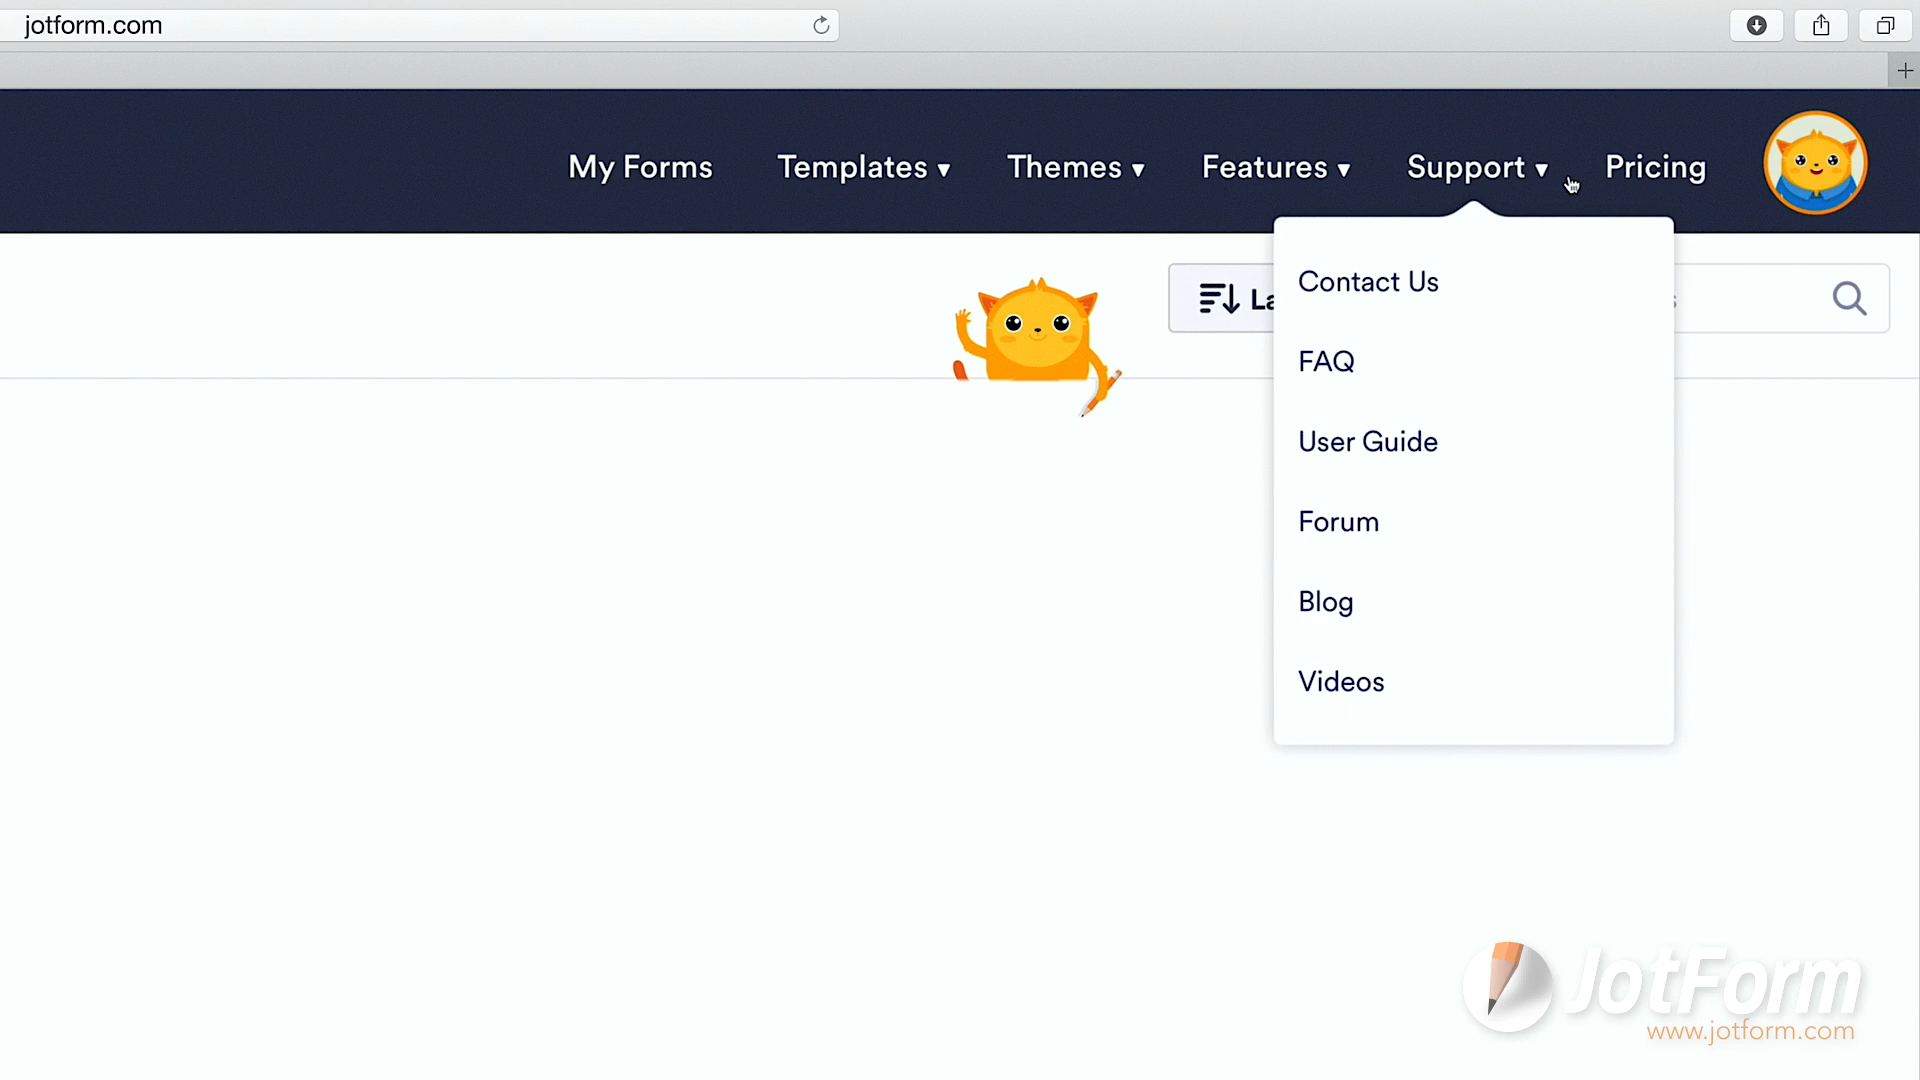 jotform.com
My Forms Templates ▾ Themes ▾ Features ▾ Support ▾ Pricing
Contact Us
FAQ
User Guide
Forum
Blog
Videos
JotForm
www.jotform.com